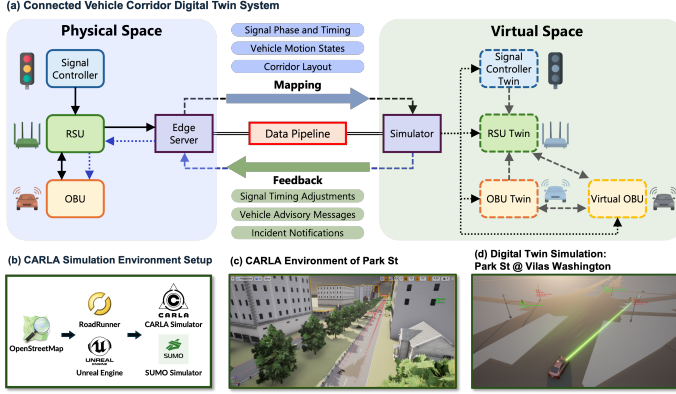 (a) Connected Vehicle Corridor Digital Twin System
Physical Space
Signal Phase and Timing
Vehicle Motion States
Corridor Layout
Virtual Space
Signal
Controller
Signal
Controller
Twin
Mapping
RSU
Edge
Server
Data Pipeline
Simulator
RSU Twin
Feedback
OBU
Signal Timing Adjustments
Vehicle Advisory Messages
Incident Notifications
OBU Twin
Virtual OBU
(b) CARLA Simulation Environment Setup
OpenStreetMap
RoadRunner
UNREAL
ENGINE
Unreal Engine
CARLA
CARLA Simulator
SUMO
SUMO Simulator
(c) CARLA Environment of Park St
(d) Digital Twin Simulation:
Park St @ Vilas Washington